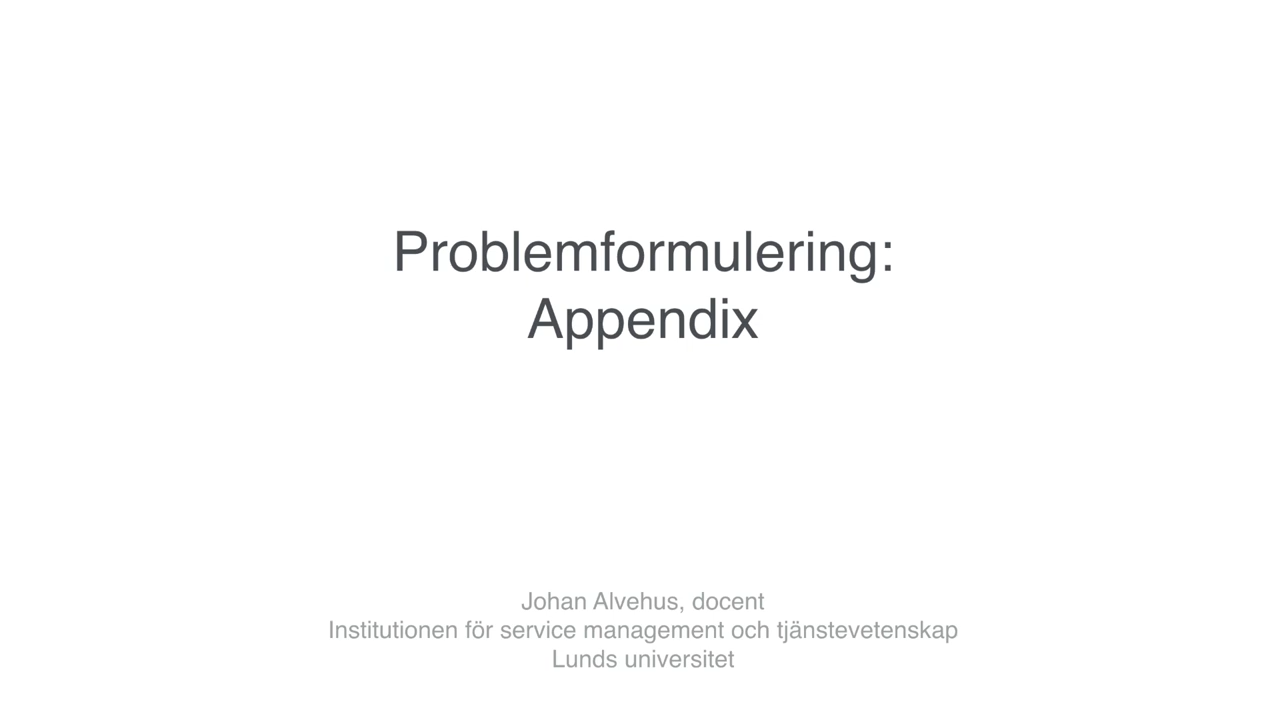 Problemformulering:
Appendix
Johan Alvehus, docent
Institutionen för service management och tjänstevetenskap
Lunds universitet